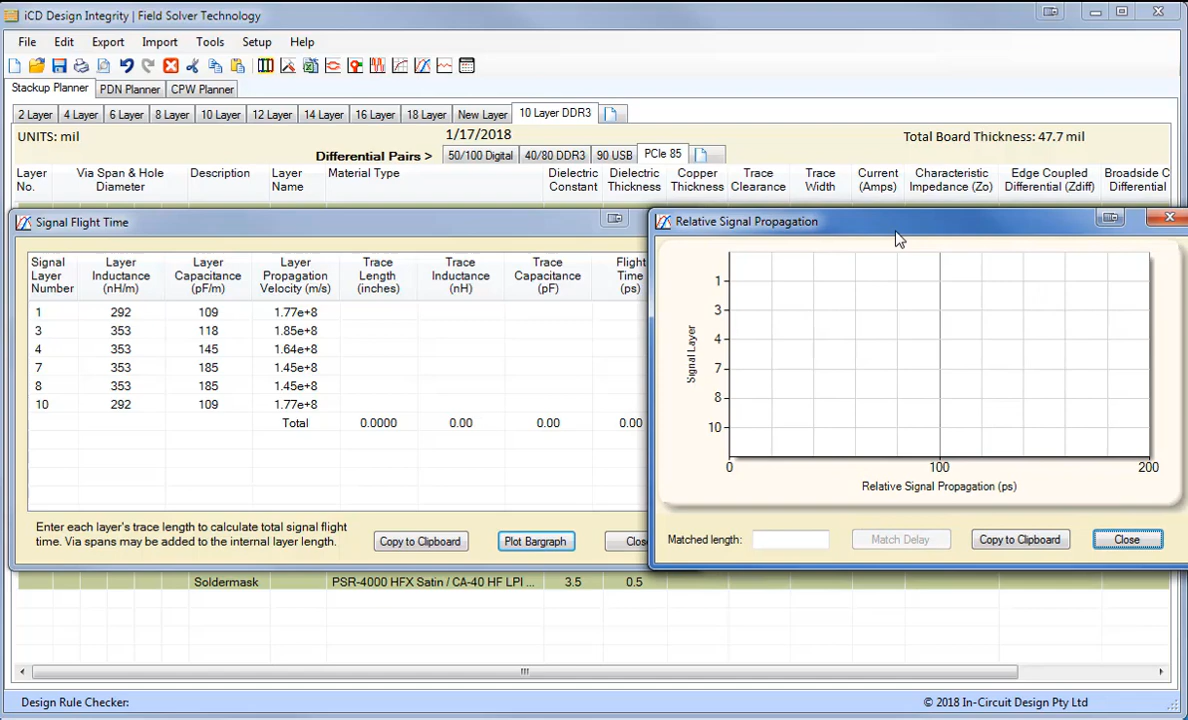 iCD Design Integrity | Field Solver Technology
File Edit Export Import Tools Setup Help
Stackup Planner PDN Planner CPW Planner
2 Layer 4 Layer 6 Layer 8 Layer 10 Layer 12 Layer 14 Layer 16 Layer 18 Layer New Layer 10 Layer DDR3
UNITS: mil 1/17/2018 Total Board Thickness: 47.7 mil
Differential Pairs > 50/100 Digital 40/80 DDR3 90 USB PCIe 85
Layer No. Via Span & Hole Diameter Description Layer Name Material Type Dielectric Constant Dielectric Thickness Copper Thickness Trace Clearance Trace Width Current (Amps) Characteristic Impedance (Zo) Edge Coupled Differential (Zdiff) Broadside C Differential
Signal Flight Time
Signal Layer Number Layer Inductance (nH/m) Layer Capacitance (pF/m) Layer Propagation Velocity (m/s) Trace Length (inches) Trace Inductance (nH) Trace Capacitance (pF) Flight Time (ps)
1 292 109 1.77e+8
3 353 118 1.85e+8
4 353 145 1.64e+8
7 353 185 1.45e+8
8 353 185 1.45e+8
10 292 109 1.77e+8
Total 0.0000 0.00 0.00 0.00
Enter each layer's trace length to calculate total signal flight
time. Via spans may be added to the internal layer length.
Copy to Clipboard Plot Bargraph Clos
Relative Signal Propagation
Signal Layer
1
3
4
7
8
10
0 100 200
Relative Signal Propagation (ps)
Matched length: Match Delay Copy to Clipboard Close
Soldermask PSR-4000 HFX Satin / CA-40 HF LPI ... 3.5 0.5
Design Rule Checker: © 2018 In-Circuit Design Pty Ltd